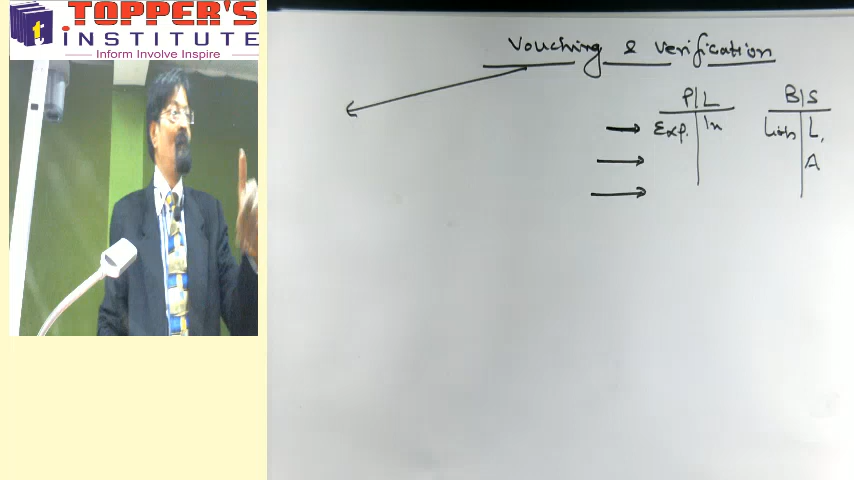 TOPPER'S
t iNSTITUTE
Inform Involve Inspire
Vouching & Verification
P/L B/S
Exp. In Liab L,
A